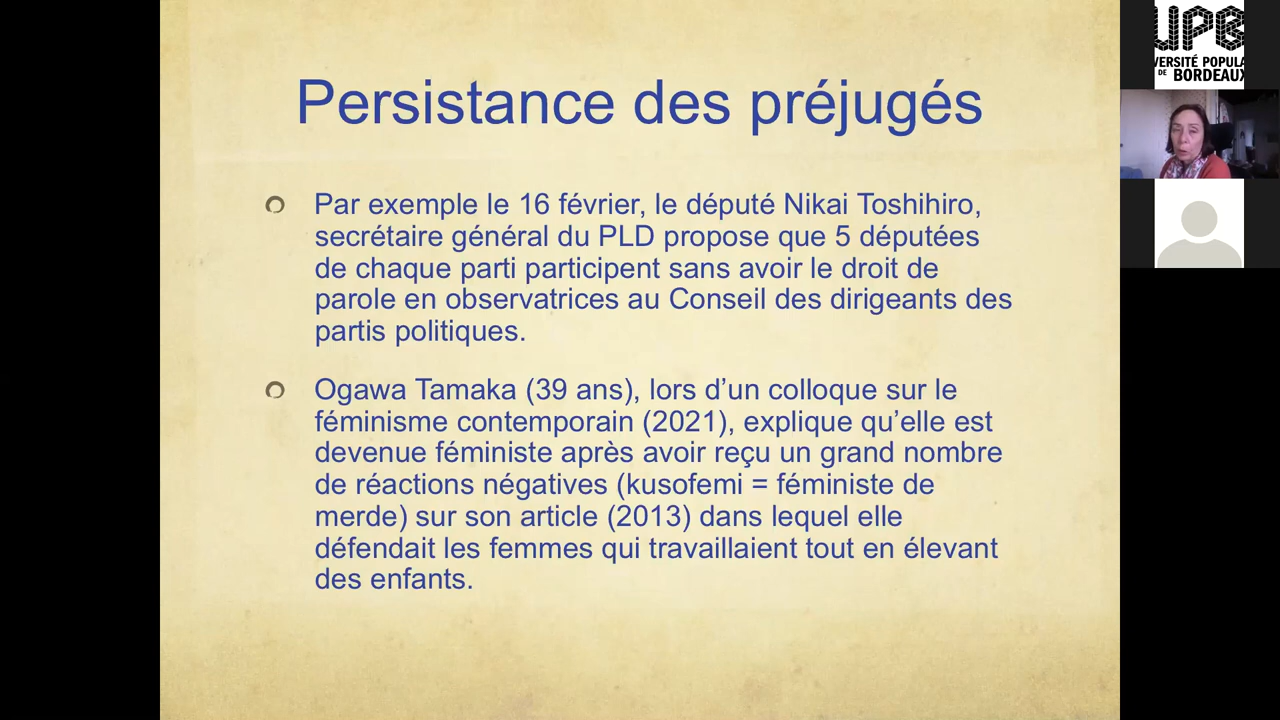 Persistance des préjugés
Par exemple le 16 février, le député Nikai Toshihiro,
secrétaire général du PLD propose que 5 députées
de chaque parti participent sans avoir le droit de
parole en observatrices au Conseil des dirigeants des
partis politiques.
Ogawa Tamaka (39 ans), lors d’un colloque sur le
féminisme contemporain (2021), explique qu’elle est
devenue féministe après avoir reçu un grand nombre
de réactions négatives (kusofemi = féministe de
merde) sur son article (2013) dans lequel elle
défendait les femmes qui travaillaient tout en élevant
des enfants.
UPB
VERSITÉ POPULA
DE BORDEAUX